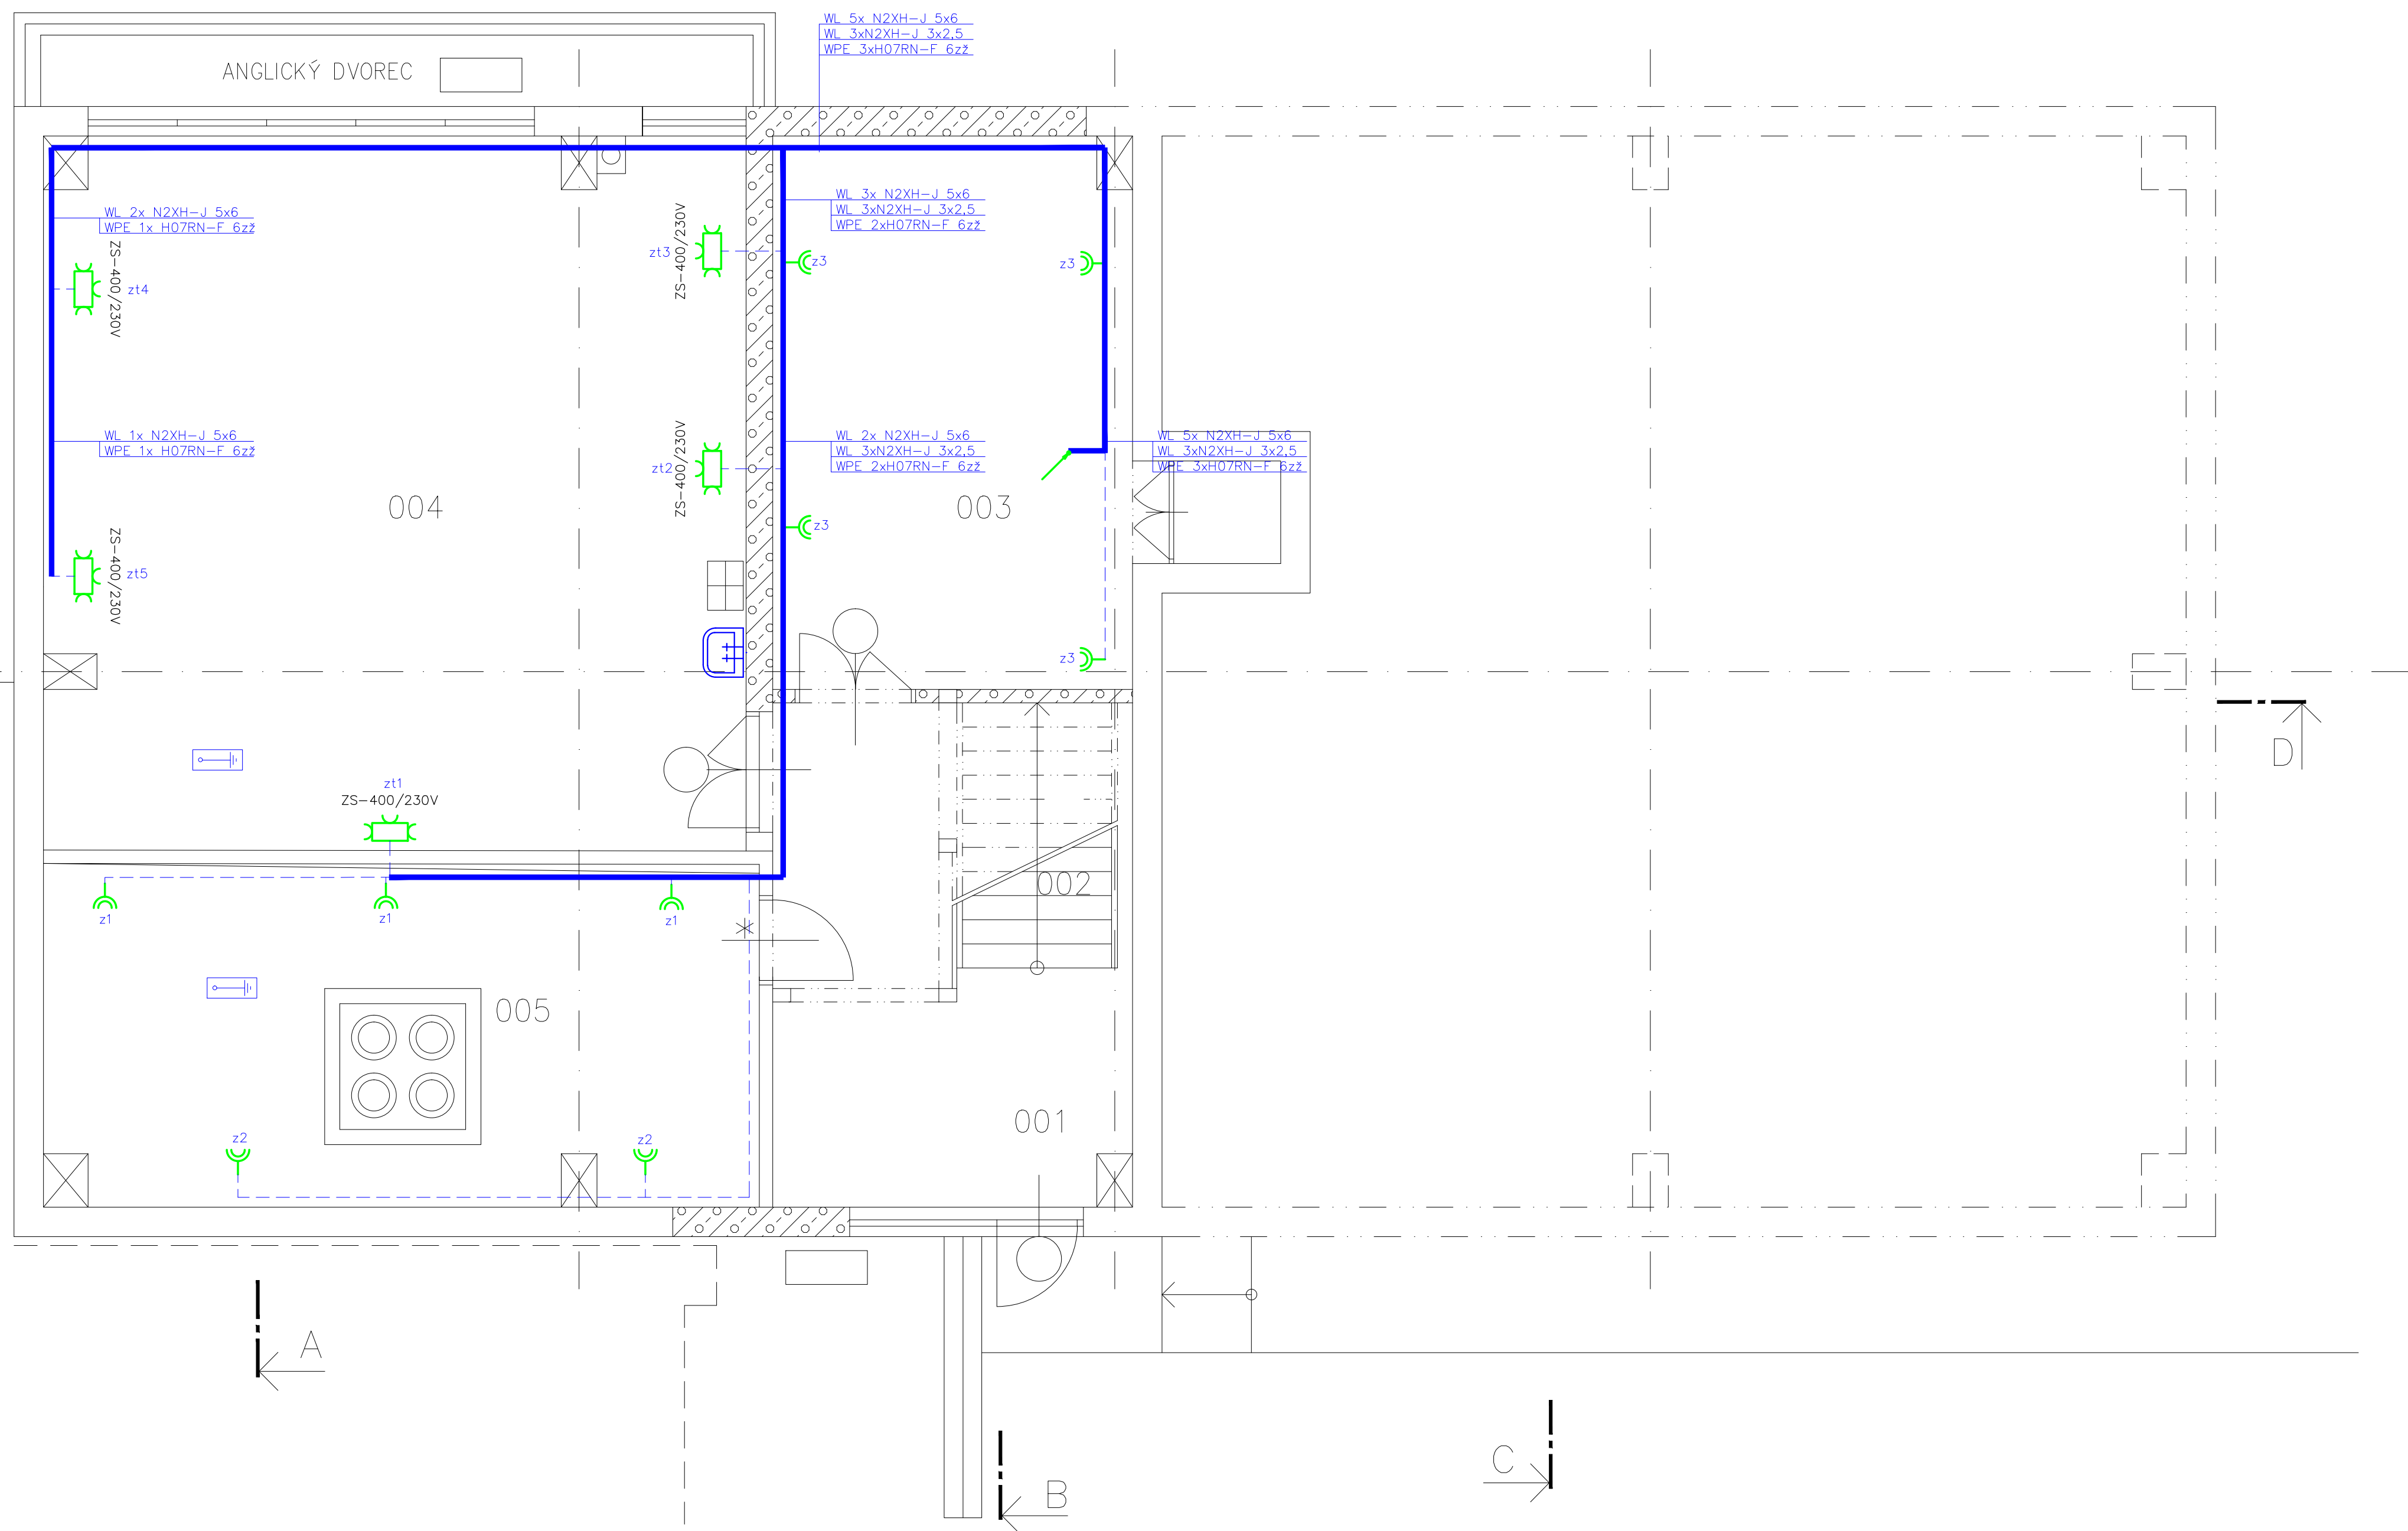 WL 5x N2XH-J 5x6
WL 3xN2XH-J 3x2,5
WPE 3xH07RN-F 6zž
ANGLICKÝ DVOREC
WL 2x N2XH-J 5x6
WPE 1x H07RN-F 6zž
ZS-400/230V
zt4
zt3
ZS-400/230V
WL 3x N2XH-J 5x6
WL 3xN2XH-J 3x2,5
WPE 2xH07RN-F 6zž
z3
z3
WL 1x N2XH-J 5x6
WPE 1x H07RN-F 6zž
zt2
ZS-400/230V
WL 2x N2XH-J 5x6
WL 3xN2XH-J 3x2,5
WPE 2xH07RN-F 6zž
WL 5x N2XH-J 5x6
WL 3xN2XH-J 3x2,5
WPE 3xH07RN-F 6zž
004
003
z3
ZS-400/230V
zt5
z3
D
zt1
ZS-400/230V
002
z1
z1
z1
005
001
z2
z2
A
B
C